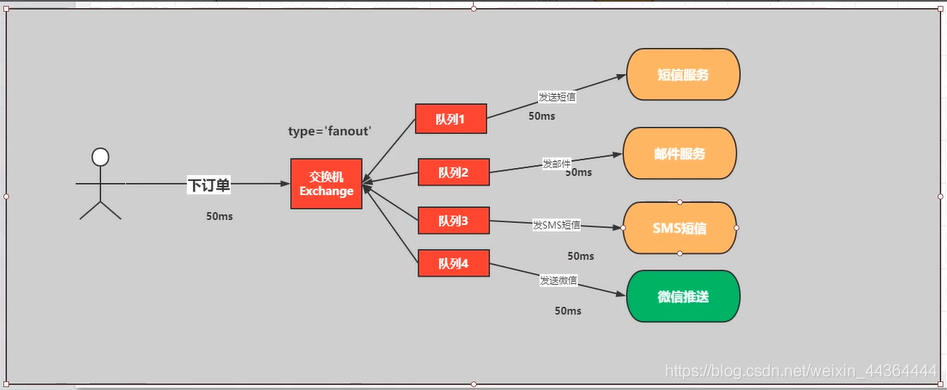 短信服务
发送短信
队列1
50ms
type='fanout'
邮件服务
发邮件
队列2
50ms
交换机
Exchange
下订单
50ms
队列3
发SMS短信
SMS短信
50ms
队列4
发送微信
微信推送
50ms
https://blog.csdn.net/weixin_44364444